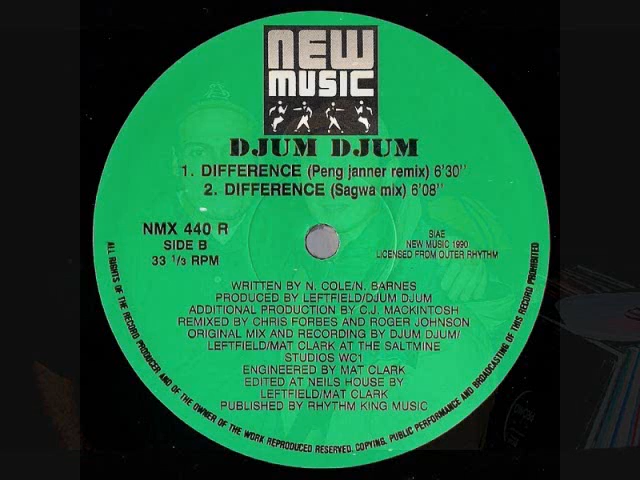 NEW
MUSIC
DJUM DJUM
1. DIFFERENCE (Peng janner remix) 6'30''
2. DIFFERENCE (Sagwa mix) 6'08''
NMX 440 R
SIDE B
33 1/3 RPM
SIAE
NEW MUSIC 1990
LICENSED FROM OUTER RHYTHM
WRITTEN BY N. COLE/N. BARNES
PRODUCED BY LEFTFIELD/DJUM DJUM
ADDITIONAL PRODUCTION BY C.J. MACKINTOSH
REMIXED BY CHRIS FORBES AND ROGER JOHNSON
ORIGINAL MIX AND RECORDING BY DJUM DJUM/
LEFTFIELD/MAT CLARK AT THE SALTMINE
STUDIOS WC1
ENGINEERED BY MAT CLARK
EDITED AT NEILS HOUSE BY
LEFTFIELD/MAT CLARK
PUBLISHED BY RHYTHM KING MUSIC
ALL RIGHTS OF THE RECORD PRODUCER AND OF THE OWNER OF THE WORK REPRODUCED RESERVED. COPYING, PUBLIC PERFORMANCE AND BROADCASTING OF THIS RECORD PROHIBITED